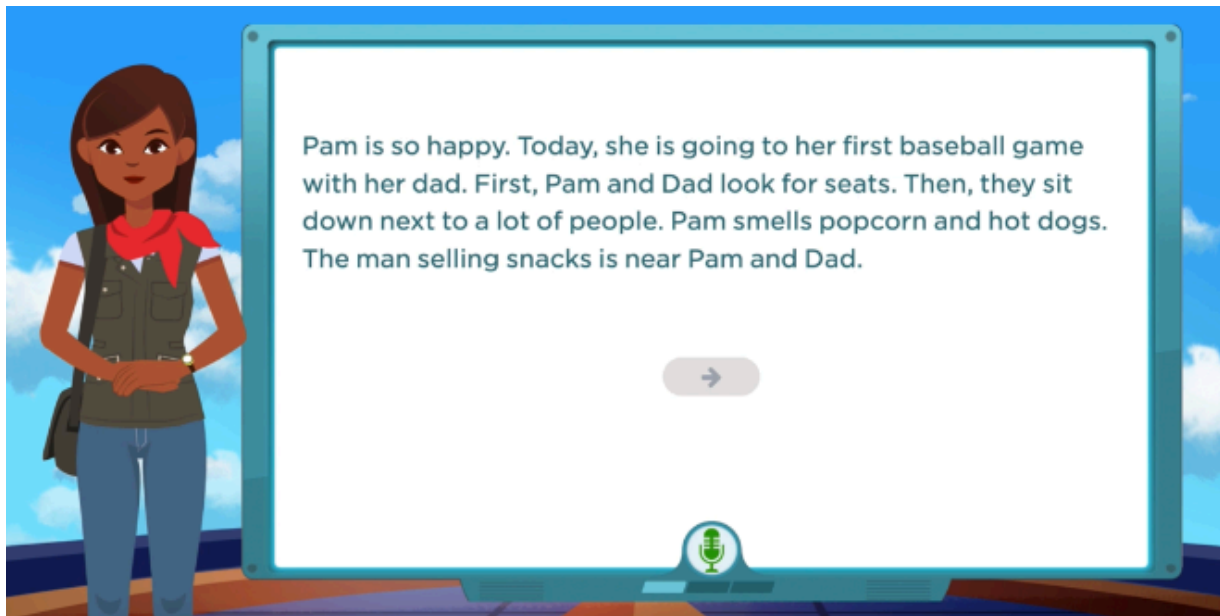 Pam is so happy. Today, she is going to her first baseball game
with her dad. First, Pam and Dad look for seats. Then, they sit
down next to a lot of people. Pam smells popcorn and hot dogs.
The man selling snacks is near Pam and Dad.